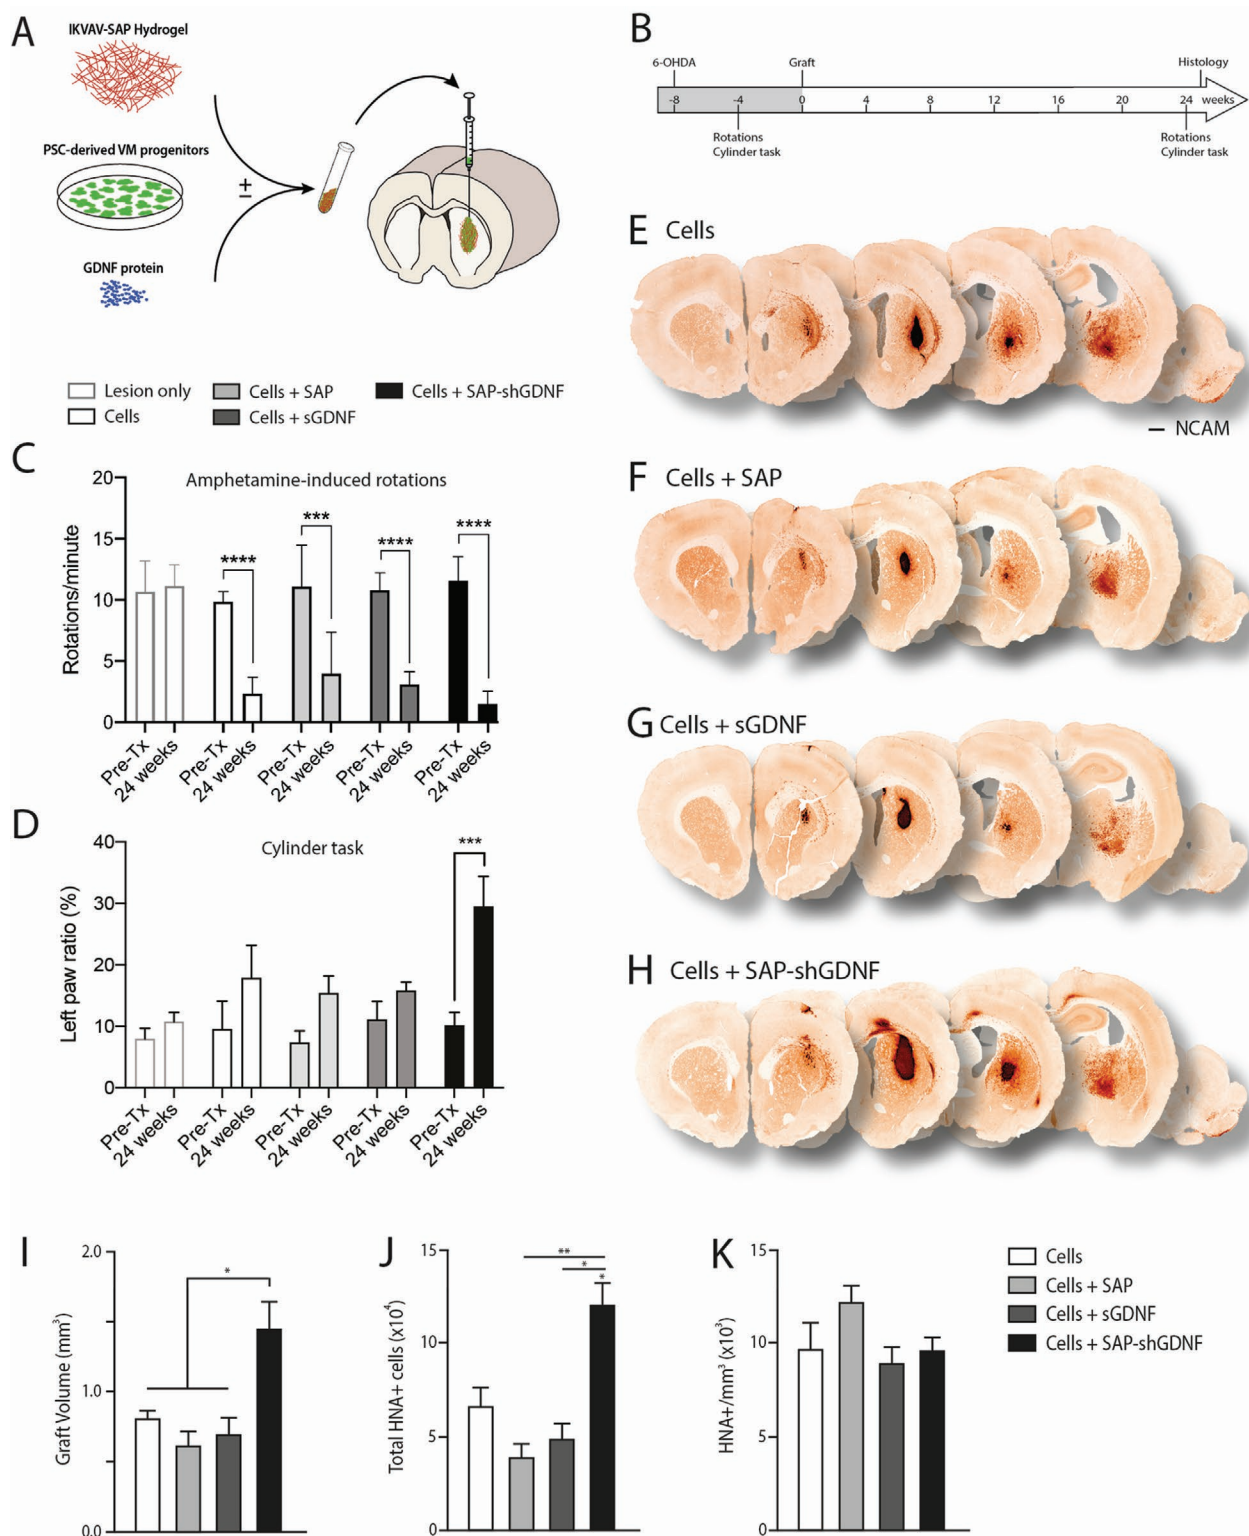 A
IKVAV-SAP Hydrogel
PSC-derived VM progenitors
±
GDNF protein
B
6-OHDA
Graft
Histology
-8 -4 0 4 8 12 16 20 24 weeks
Rotations
Cylinder task
Rotations
Cylinder task
Lesion only
Cells
Cells + SAP
Cells + sGDNF
Cells + SAP-shGDNF
C
Amphetamine-induced rotations
Rotations/minute
20
15
10
5
0
**** *** **** ****
Pre-Tx 24 weeks Pre-Tx 24 weeks Pre-Tx 24 weeks Pre-Tx 24 weeks Pre-Tx 24 weeks
D
Cylinder task
Left paw ratio (%)
40
30
20
10
0
***
Pre-Tx 24 weeks Pre-Tx 24 weeks Pre-Tx 24 weeks Pre-Tx 24 weeks Pre-Tx 24 weeks
E Cells
NCAM
F Cells + SAP
G Cells + sGDNF
H Cells + SAP-shGDNF
I
Graft Volume (mm³)
2.0
1.0
0.0
*
J
Total HNA+ cells (x10⁴)
15
10
5
0
**
*
*
K
HNA+/mm³ (x10³)
15
10
5
0
Cells
Cells + SAP
Cells + sGDNF
Cells + SAP-shGDNF